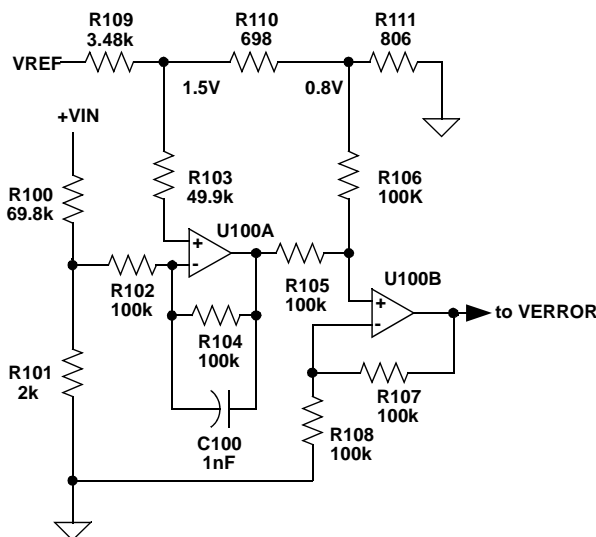 R109
3.48k
R110
698
R111
806
VREF
1.5V
0.8V
+VIN
R100
69.8k
R103
49.9k
R106
100K
U100A
+
-
R102
100k
R105
100k
U100B
+
-
to VERROR
R104
100k
R101
2k
R107
100k
C100
1nF
R108
100k